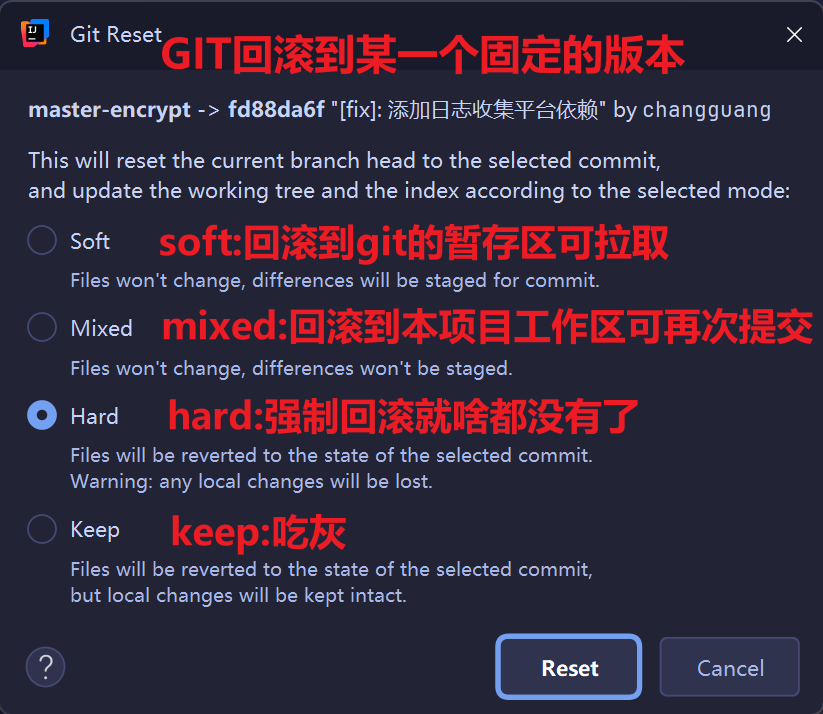 Git Reset
GIT回滚到某一个固定的版本
master-encrypt -> fd88da6f "[fix]: 添加日志收集平台依赖" by changguang
This will reset the current branch head to the selected commit,
and update the working tree and the index according to the selected mode:
Soft
soft:回滚到git的暂存区可拉取
Files won't change, differences will be staged for commit.
Mixed
mixed:回滚到本项目工作区可再次提交
Files won't change, differences won't be staged.
Hard
hard:强制回滚就啥都没有了
Files will be reverted to the state of the selected commit.
Warning: any local changes will be lost.
Keep
keep:吃灰
Files will be reverted to the state of the selected commit,
but local changes will be kept intact.
?
Reset
Cancel